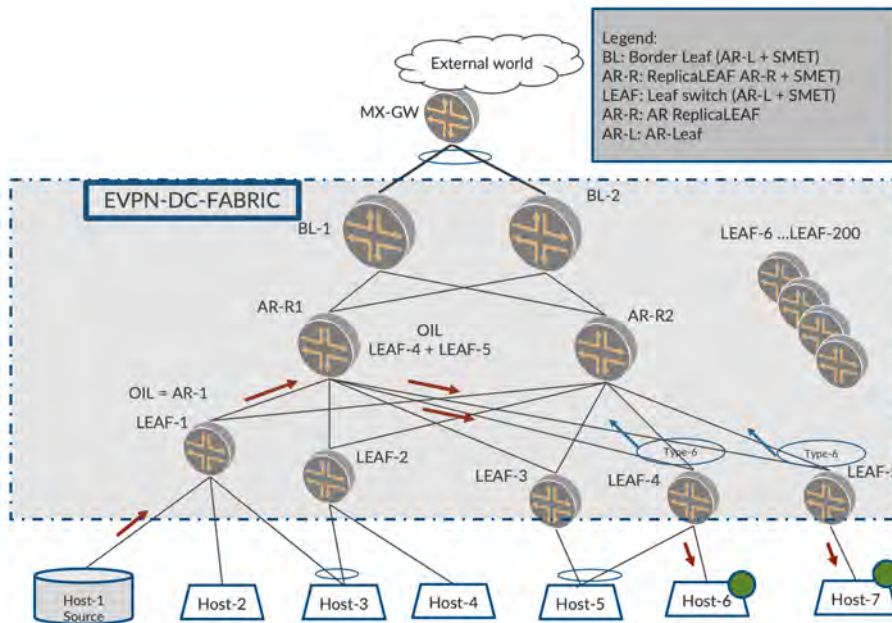 External world
MX-GW
Legend:
BL: Border Leaf (AR-L + SMET)
AR-R: ReplicaLEAF AR-R + SMET)
LEAF: Leaf switch (AR-L + SMET)
AR-R: AR ReplicaLEAF
AR-L: AR-Leaf
EVPN-DC-FABRIC
BL-1
BL-2
LEAF-6 ...LEAF-200
AR-R1
OIL
LEAF-4 + LEAF-5
AR-R2
OIL = AR-1
LEAF-1
LEAF-2
LEAF-3
Type-6
LEAF-4
Type-6
Host-1
Source
Host-2
Host-3
Host-4
Host-5
Host-6
Host-7